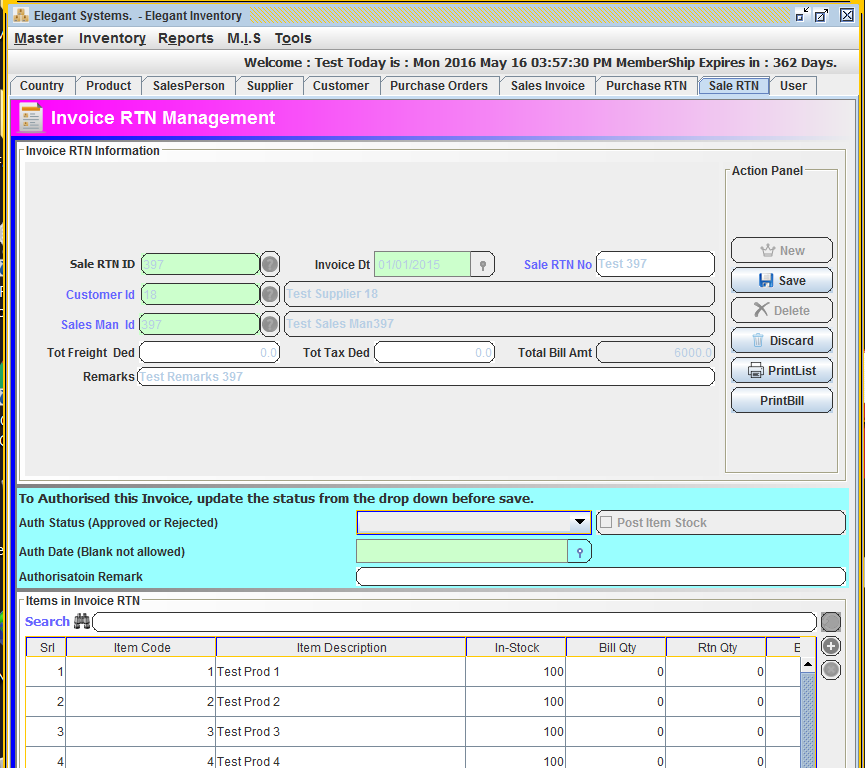 Elegant Systems. - Elegant Inventory
Master Inventory Reports M.I.S Tools
Welcome : Test Today is : Mon 2016 May 16 03:57:30 PM MemberShip Expires in : 362 Days.
Country Product SalesPerson Supplier Customer Purchase Orders Sales Invoice Purchase RTN Sale RTN User
Invoice RTN Management
Invoice RTN Information
Action Panel
New
Sale RTN ID 397 Invoice Dt 01/01/2015 Sale RTN No Test 397
Save
Customer Id 18 Test Supplier 18
Delete
Sales Man Id 397 Test Sales Man397
Discard
Tot Freight Ded 0.0 Tot Tax Ded 0.0 Total Bill Amt 6000.0
PrintList
Remarks Test Remarks 397
PrintBill
To Authorised this Invoice, update the status from the drop down before save.
Auth Status (Approved or Rejected) Post Item Stock
Auth Date (Blank not allowed)
Authorisatoin Remark
Items in Invoice RTN
Search
Srl Item Code Item Description In-Stock Bill Qty Rtn Qty E
1 1 Test Prod 1 100 0 0
2 2 Test Prod 2 100 0 0
3 3 Test Prod 3 100 0 0
4 4 Test Prod 4 100 0 0